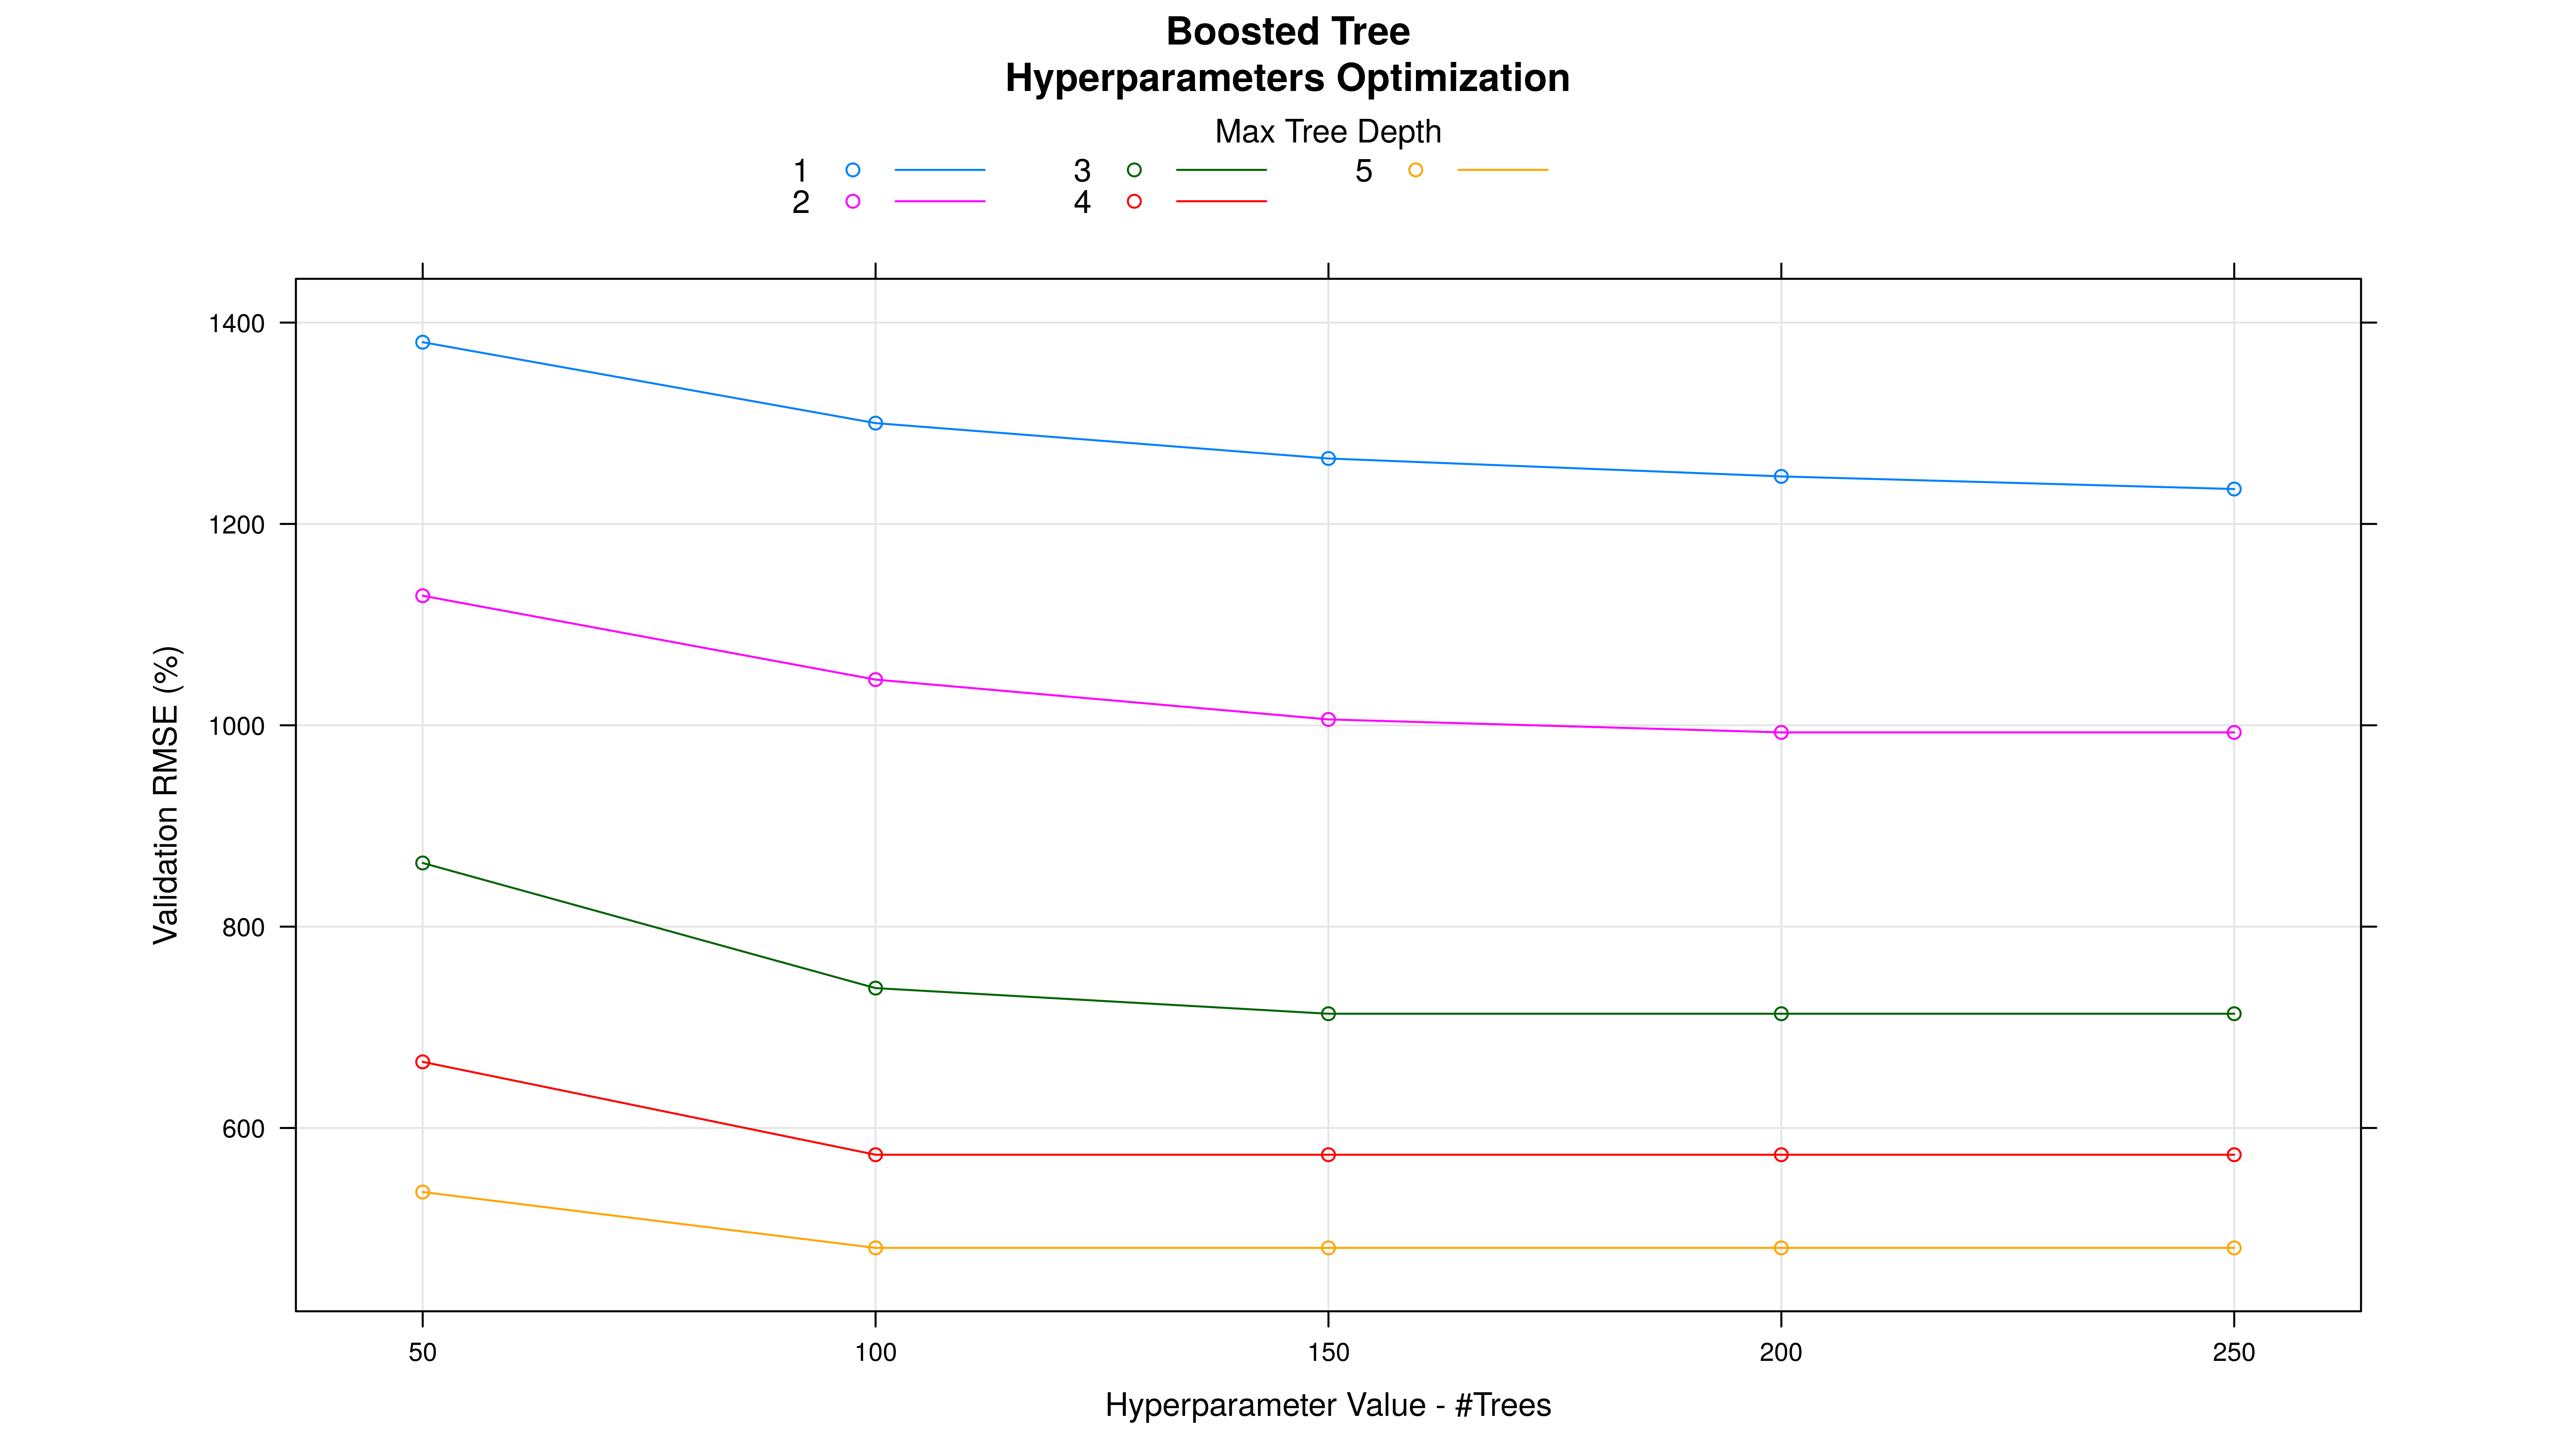 Boosted Tree
Hyperparameters Optimization
Max Tree Depth
1 3 5
2 4
Validation RMSE (%)
1400
1200
1000
800
600
50 100 150 200 250
Hyperparameter Value - #Trees